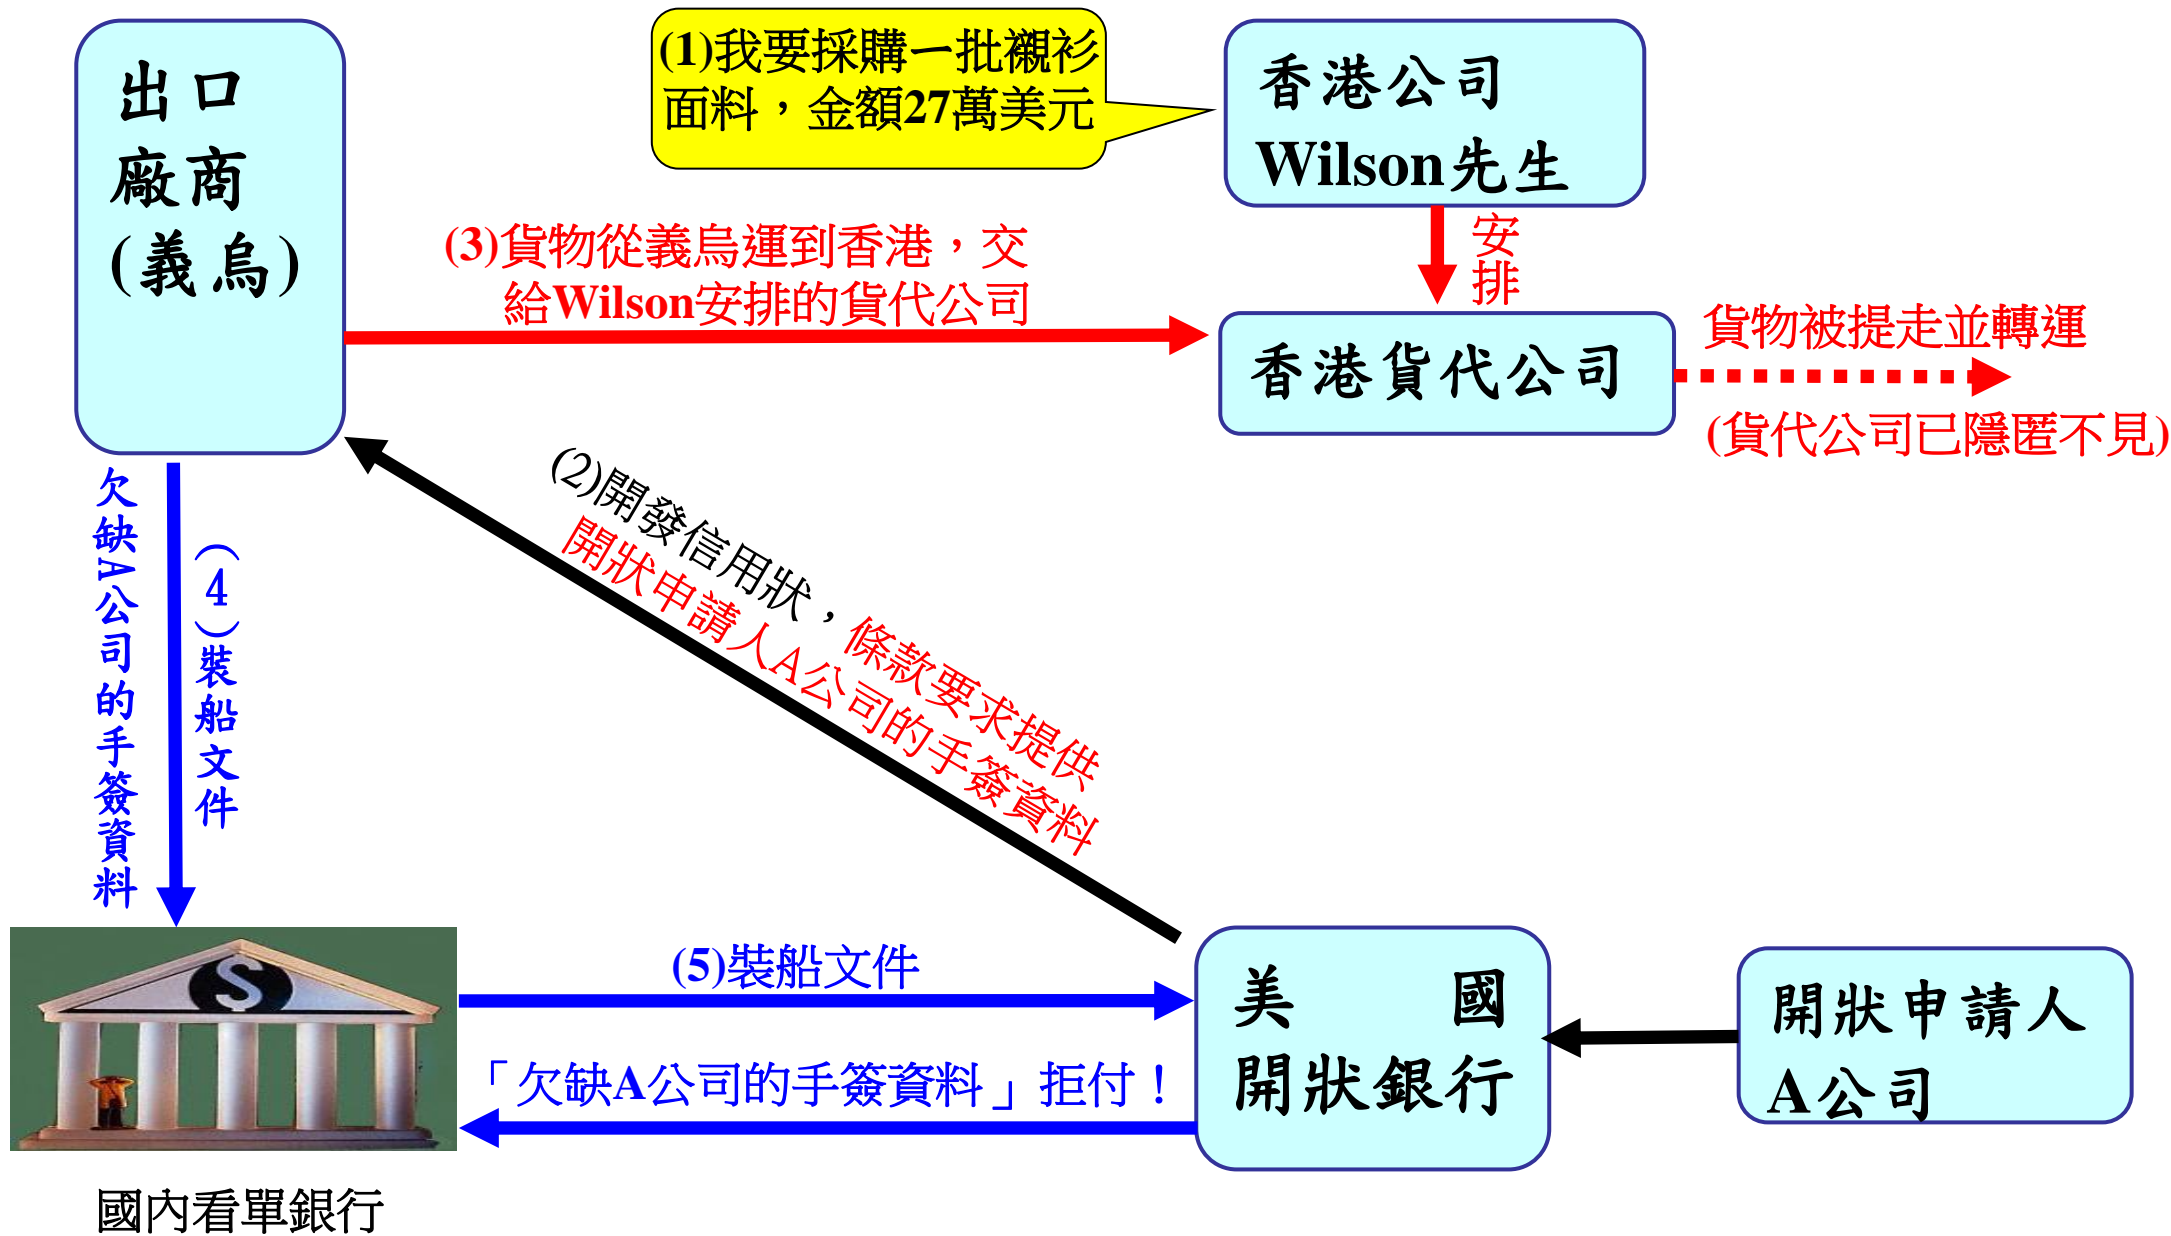 出口
廠商
(義烏)
(1)我要採購一批襯衫
面料，金額27萬美元
香港公司
Wilson先生
安
排
(3)貨物從義烏運到香港，交
給Wilson安排的貨代公司
香港貨代公司
貨物被提走並轉運
(貨代公司已隱匿不見)
(2)開發信用狀，條款要求提供
開狀申請人A公司的手簽資料
(4)裝船文件
欠缺A公司的手簽資料
(5)裝船文件
「欠缺A公司的手簽資料」拒付！
美國
開狀銀行
開狀申請人
A公司
$
國內看單銀行